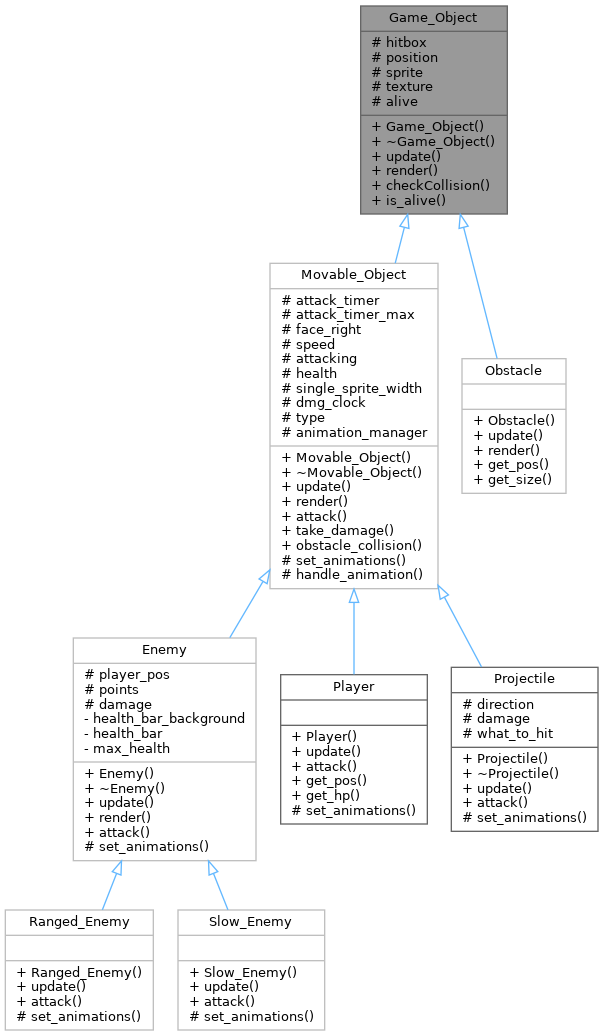 Game_Object
# hitbox
# position
# sprite
# texture
# alive
+ Game_Object()
+ ~Game_Object()
+ update()
+ render()
+ checkCollision()
+ is_alive()
Movable_Object
# attack_timer
# attack_timer_max
# face_right
# speed
# attacking
# health
# single_sprite_width
# dmg_clock
# type
# animation_manager
+ Movable_Object()
+ ~Movable_Object()
+ update()
+ render()
+ attack()
+ take_damage()
+ obstacle_collision()
# set_animations()
# handle_animation()
Obstacle
+ Obstacle()
+ update()
+ render()
+ get_pos()
+ get_size()
Enemy
# player_pos
# points
# damage
- health_bar_background
- health_bar
- max_health
+ Enemy()
+ ~Enemy()
+ update()
+ render()
+ attack()
# set_animations()
Player
+ Player()
+ update()
+ attack()
+ get_pos()
+ get_hp()
# set_animations()
Projectile
# direction
# damage
# what_to_hit
+ Projectile()
+ ~Projectile()
+ update()
+ attack()
# set_animations()
Ranged_Enemy
+ Ranged_Enemy()
+ update()
+ attack()
# set_animations()
Slow_Enemy
+ Slow_Enemy()
+ update()
+ attack()
# set_animations()